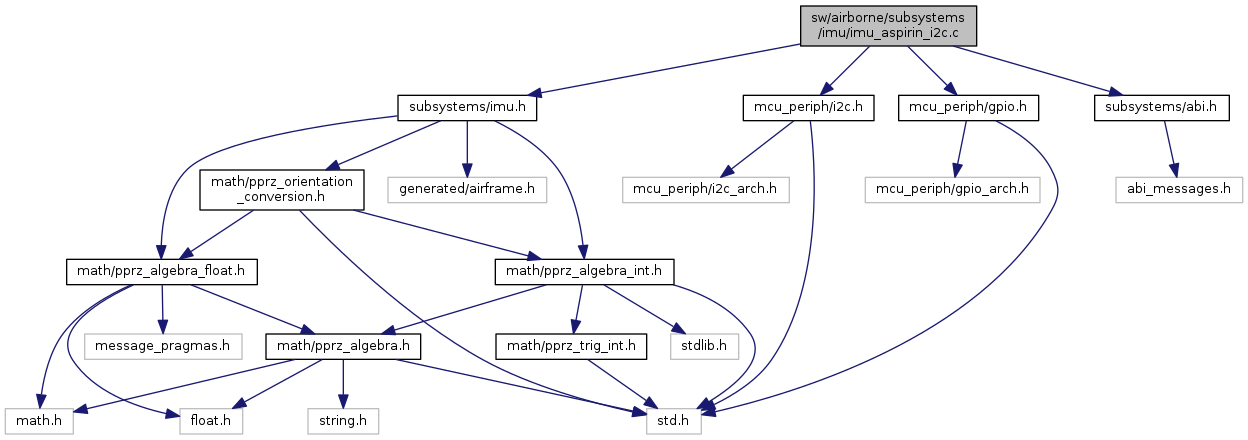 sw/airborne/subsystems
/imu/imu_aspirin_i2c.c
subsystems/imu.h
mcu_periph/i2c.h
mcu_periph/gpio.h
subsystems/abi.h
math/pprz_orientation
_conversion.h
generated/airframe.h
mcu_periph/i2c_arch.h
mcu_periph/gpio_arch.h
abi_messages.h
math/pprz_algebra_float.h
math/pprz_algebra_int.h
message_pragmas.h
math/pprz_algebra.h
math/pprz_trig_int.h
stdlib.h
math.h
float.h
string.h
std.h